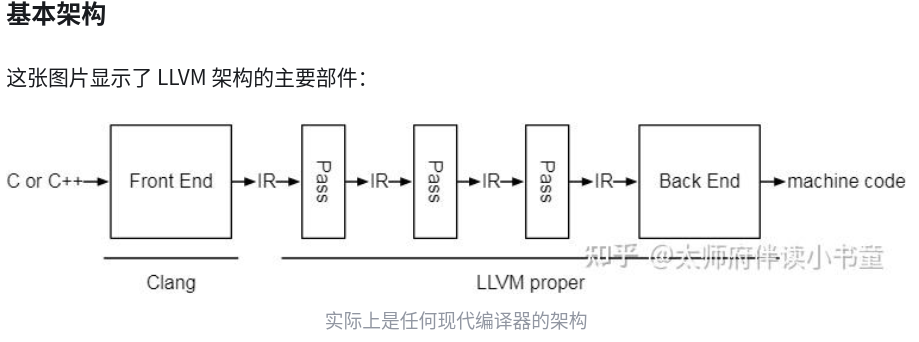 基本架构
这张图片显示了 LLVM 架构的主要部件：
C or C++ Front End IR Pass IR Pass IR Pass IR Back End machine code
知乎 @太师府伴读小书童
Clang LLVM proper
实际上是任何现代编译器的架构